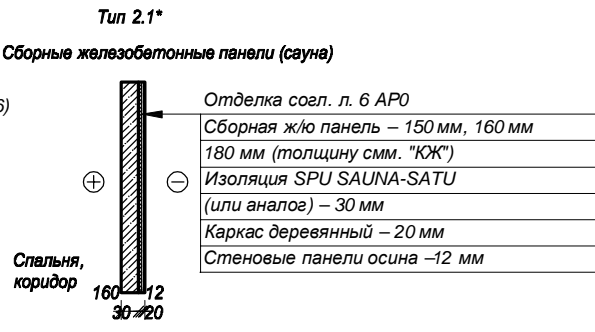 Тип 2.1*
Сборные железобетонные панели (сауна)
6)
Отделка согл. л. 6 АР0
Сборная ж/ю панель – 150 мм, 160 мм
180 мм (толщину смм. "КЖ")
Изоляция SPU SAUNA-SATU
(или аналог) – 30 мм
Каркас деревянный – 20 мм
Стеновые панели осина –12 мм
Спальня,
коридор
160 12
30 20